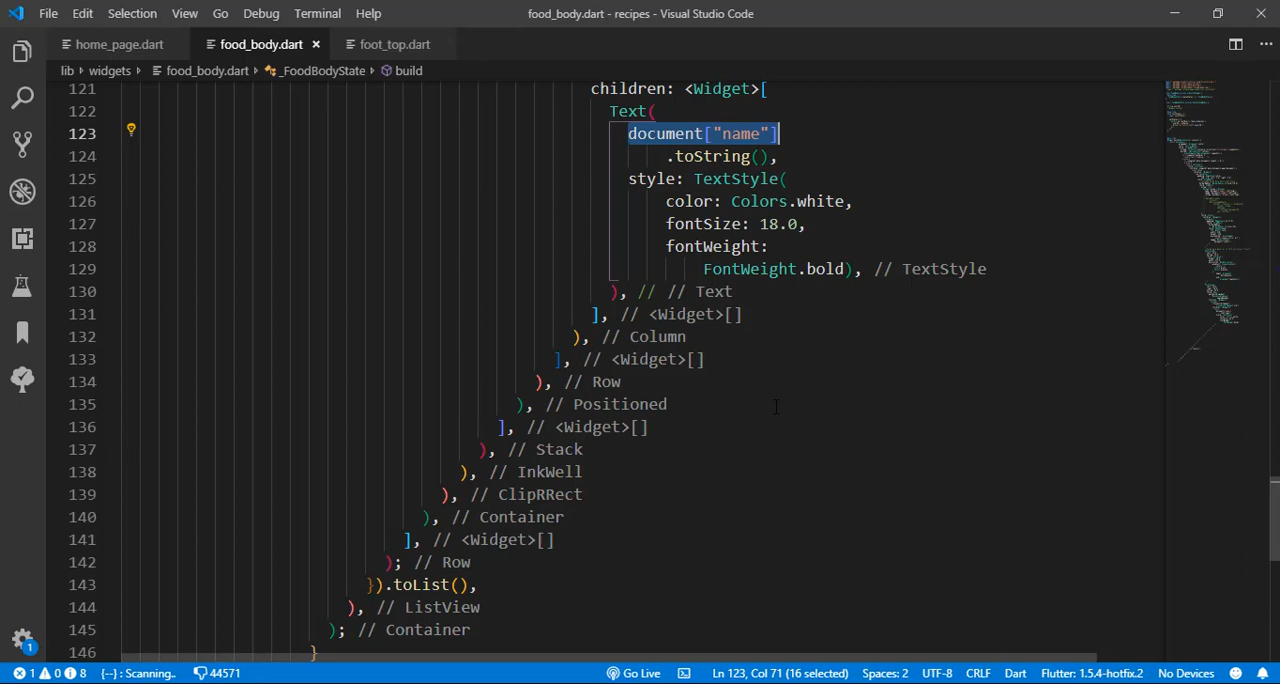 File Edit Selection View Go Debug Terminal Help food_body.dart - recipes - Visual Studio Code
home_page.dart food_body.dart × foot_top.dart
lib › widgets › food_body.dart › _FoodBodyState › build
121 children: <Widget>[
122 Text(
123 document["name"]
124 .toString(),
125 style: TextStyle(
126 color: Colors.white,
127 fontSize: 18.0,
128 fontWeight:
129 FontWeight.bold), // TextStyle
130 ), // // Text
131 ], // <Widget>[]
132 ), // Column
133 ], // <Widget>[]
134 ), // Row
135 ), // Positioned
136 ], // <Widget>[]
137 ), // Stack
138 ), // InkWell
139 ), // ClipRRect
140 ), // Container
141 ], // <Widget>[]
142 ); // Row
143 }).toList(),
144 ), // ListView
145 ); // Container
146 }
1
1 0 8 {··} : Scanning.. 44571 Go Live Ln 123, Col 71 (16 selected) Spaces: 2 UTF-8 CRLF Dart Flutter: 1.5.4-hotfix.2 No Devices